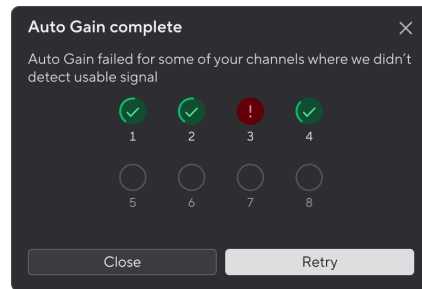 Auto Gain complete
Auto Gain failed for some of your channels where we didn't
detect usable signal
1 2 3 4
5 6 7 8
Close Retry